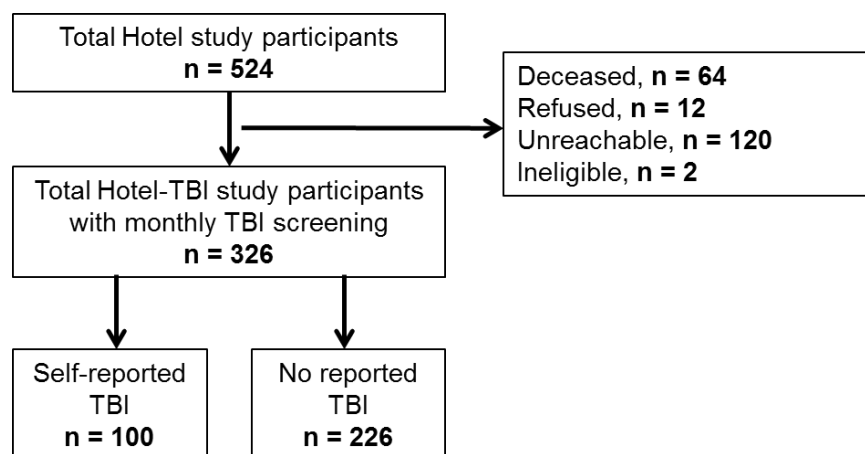 Total Hotel study participants
n = 524
Deceased, n = 64
Refused, n = 12
Unreachable, n = 120
Ineligible, n = 2
Total Hotel-TBI study participants
with monthly TBI screening
n = 326
Self-reported
TBI
n = 100
No reported
TBI
n = 226